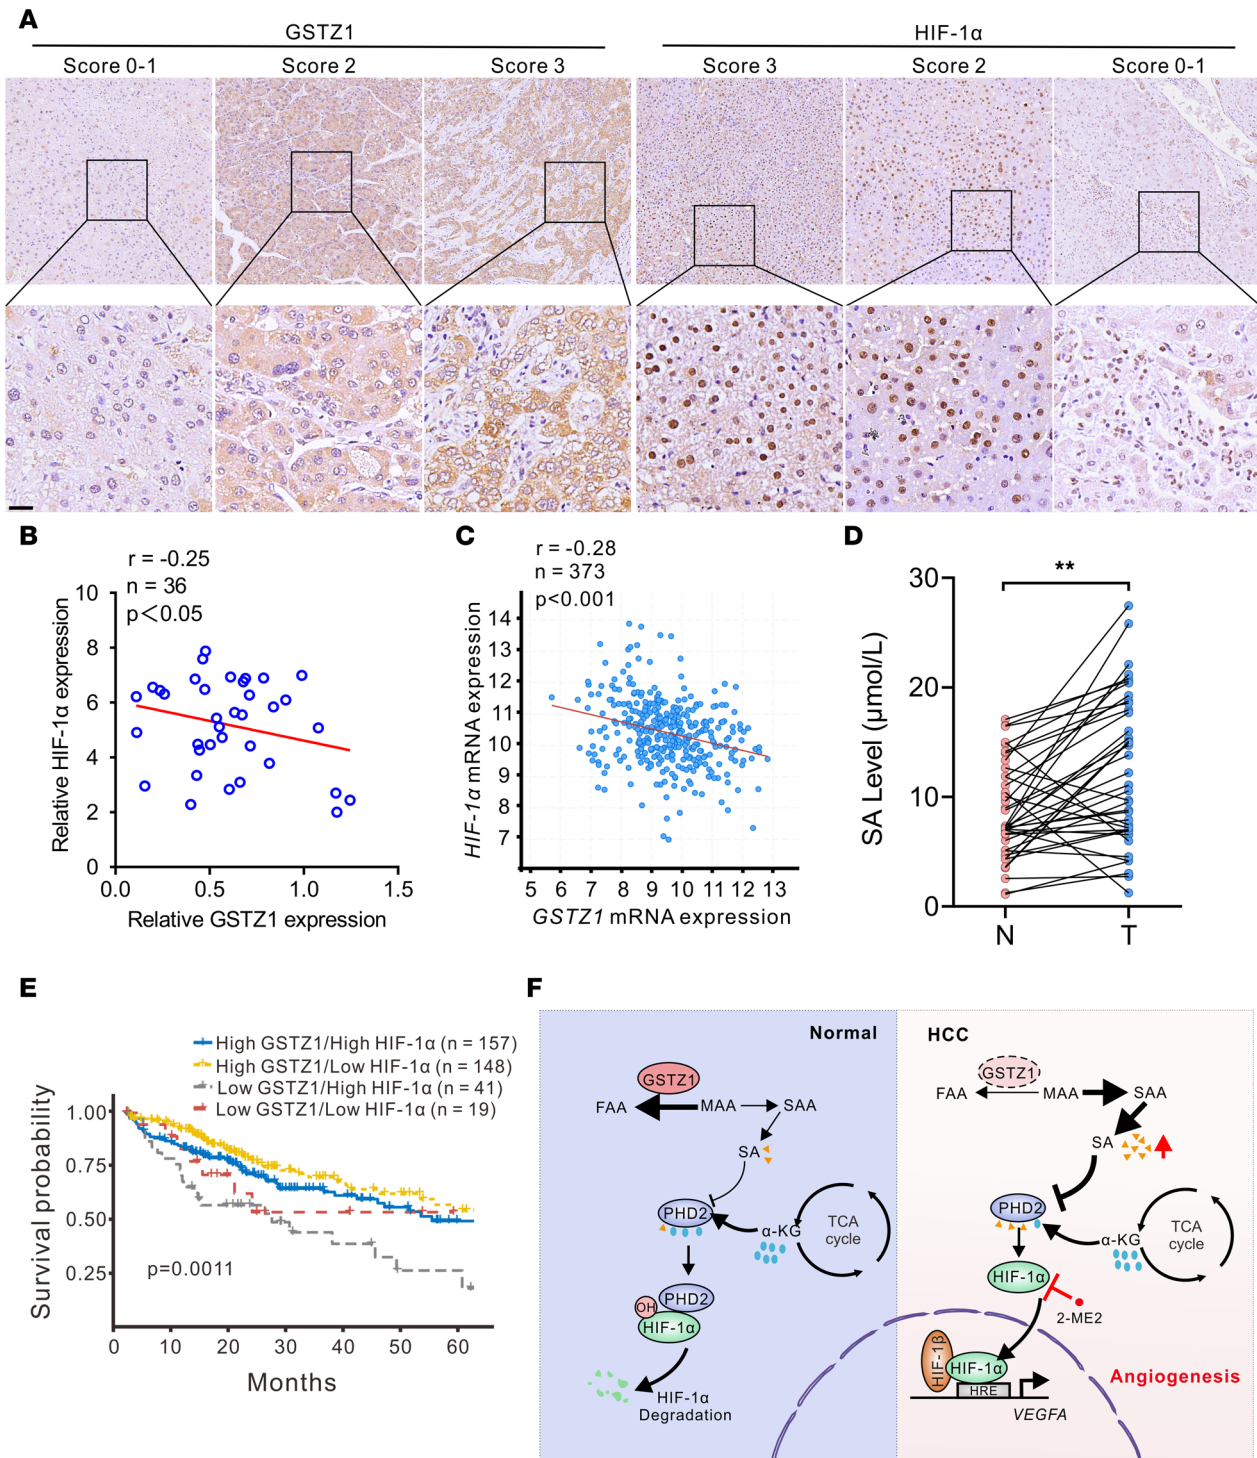 A
GSTZ1
HIF-1α
Score 0-1
Score 2
Score 3
Score 3
Score 2
Score 0-1
B
r = -0.25
n = 36
p<0.05
Relative HIF-1α expression
10
8
6
4
2
0
0.0
0.5
1.0
1.5
Relative GSTZ1 expression
C
r = -0.28
n = 373
p<0.001
HIF-1α mRNA expression
14
13
12
11
10
9
8
7
5
6
7
8
9
10
11
12
13
GSTZ1 mRNA expression
D
**
SA Level (μmol/L)
30
20
10
0
N
T
E
High GSTZ1/High HIF-1α (n = 157)
High GSTZ1/Low HIF-1α (n = 148)
Low GSTZ1/High HIF-1α (n = 41)
Low GSTZ1/Low HIF-1α (n = 19)
Survival probability
1.00
0.75
0.50
0.25
p=0.0011
0
10
20
30
40
50
60
Months
F
Normal
GSTZ1
FAA
MAA
SAA
SA
PHD2
α-KG
TCA
cycle
PHD2
OH
HIF-1α
HIF-1α
Degradation
HCC
GSTZ1
FAA
MAA
SAA
SA
PHD2
α-KG
TCA
cycle
HIF-1α
2-ME2
HIF-1β
HIF-1α
HRE
VEGFA
Angiogenesis